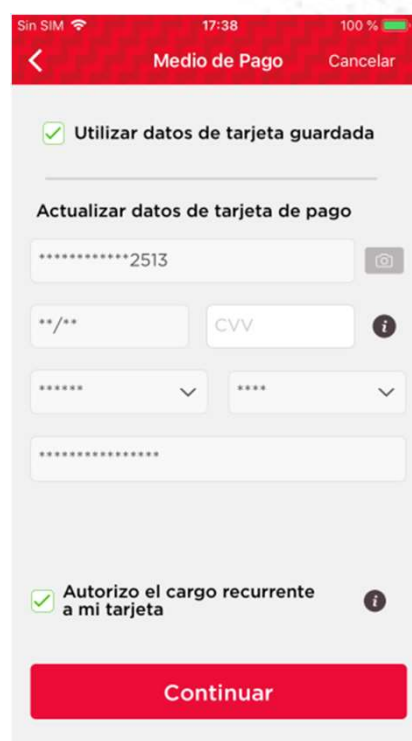 Sin SIM 17:38 100 %
Medio de Pago Cancelar
Utilizar datos de tarjeta guardada
Actualizar datos de tarjeta de pago
************2513
**/** CVV
****** ****
****************
Autorizo el cargo recurrente
a mi tarjeta
Continuar